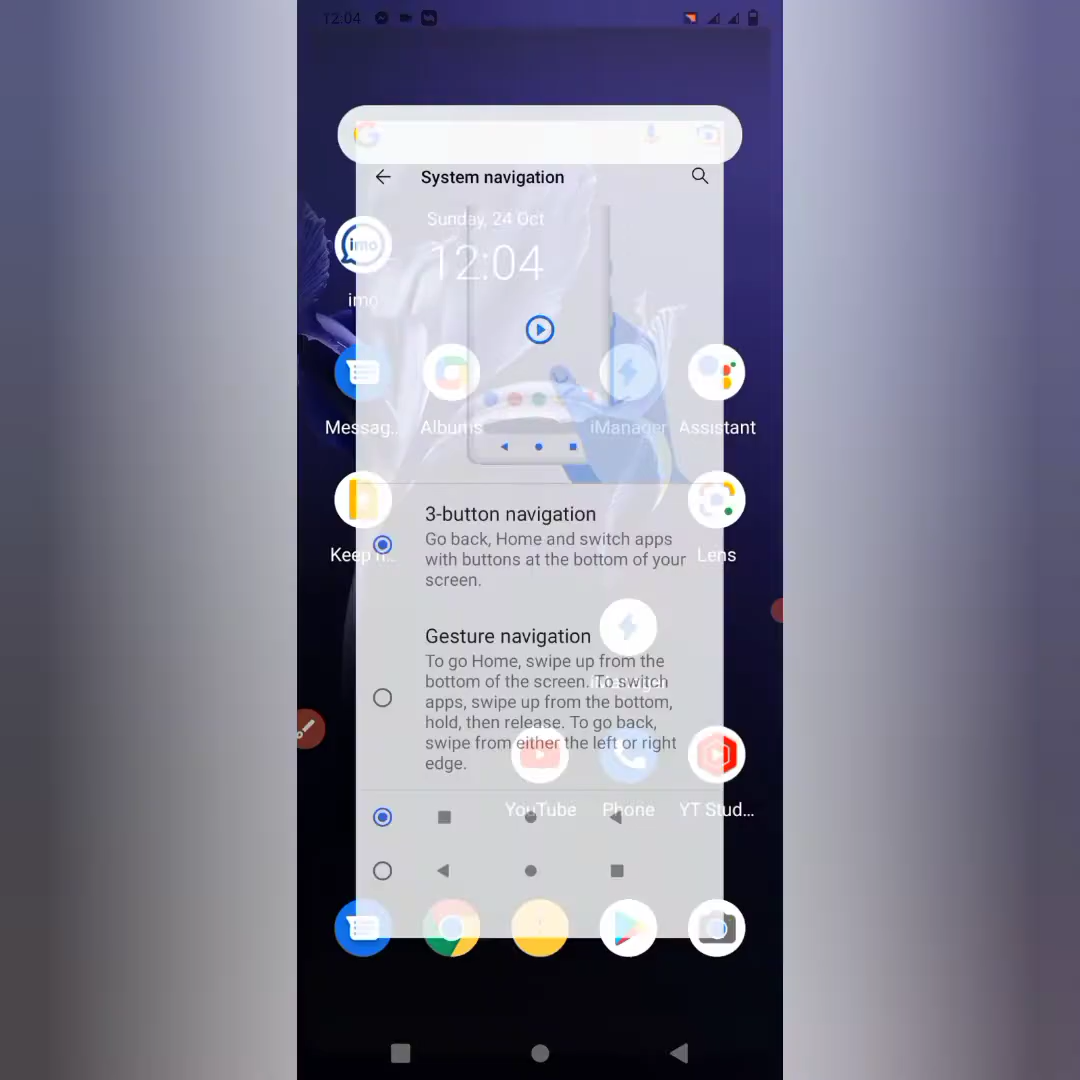 12:04
System navigation
Sunday, 24 Oct
12:04
imo
imo
Messag..
Albums
iManager
Assistant
3-button navigation
Go back, Home and switch apps
with buttons at the bottom of your
screen.
Keep n...
Lens
Gesture navigation
To go Home, swipe up from the
bottom of the screen. To switch
apps, swipe up from the bottom,
hold, then release. To go back,
swipe from either the left or right
edge.
iManager
YouTube
Phone
YT Stud...